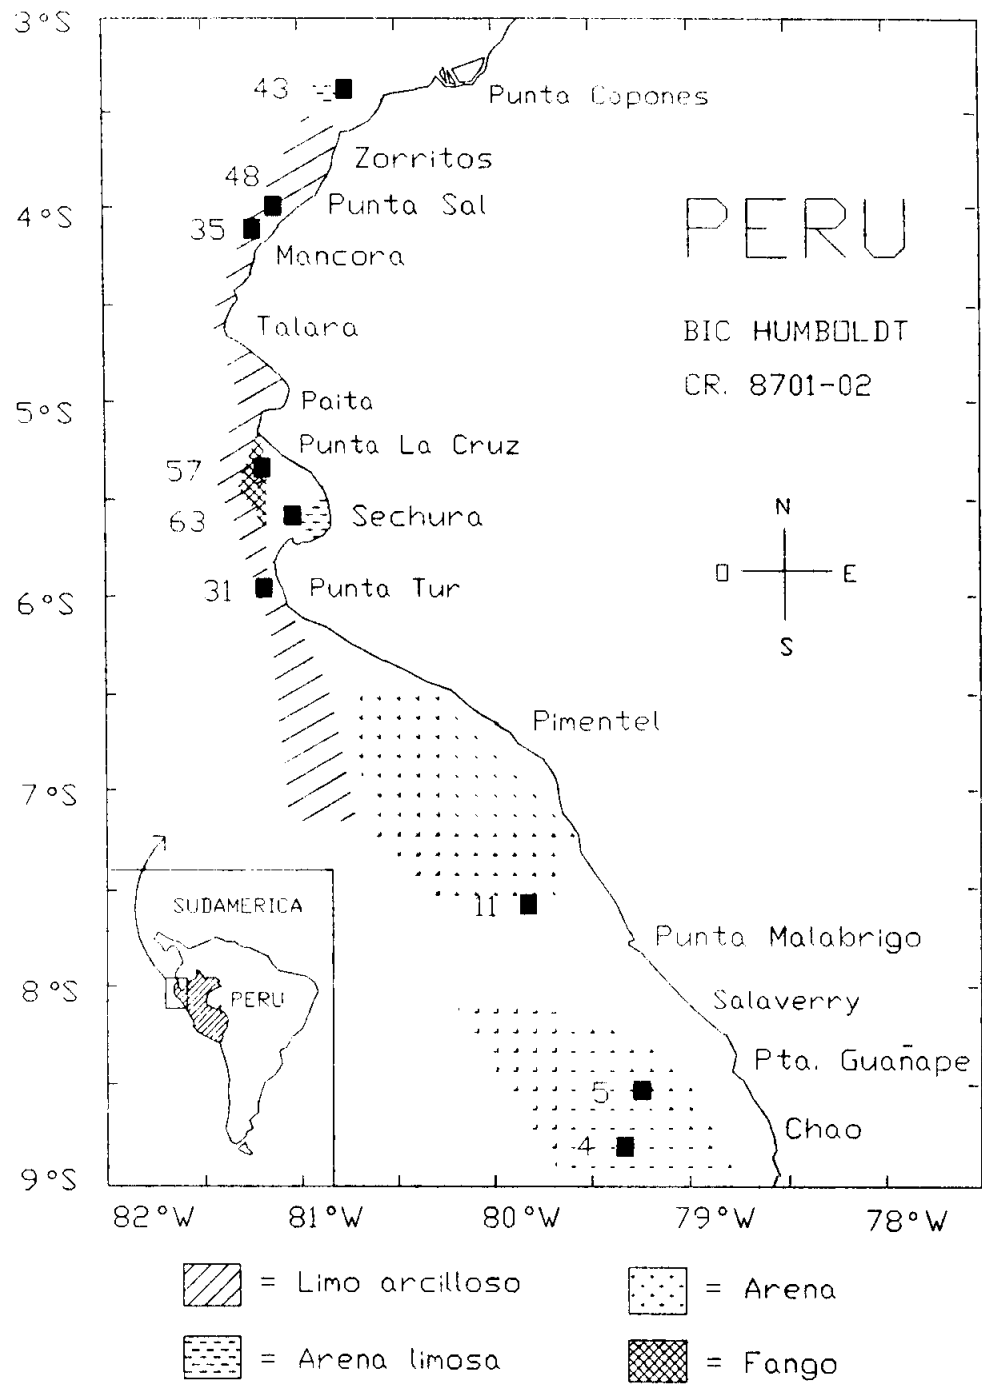 3°S
43
Punta Capones
Zorritos
48
Punta Sal
4°S
35
Mancora
Talara
PERU
BIC HUMBOLDT
CR. 8701-02
Paita
5°S
Punta La Cruz
57
63
Sechura
N
O E
S
31
Punta Tur
6°S
Pimentel
7°S
11
Punta Malabrigo
SUDAMERICA
8°S
PERU
Salaverry
Pta. Guañape
5
Chao
4
9°S
82°W 81°W 80°W 79°W 78°W
= Limo arcilloso
= Arena
= Arena limosa
= Fango